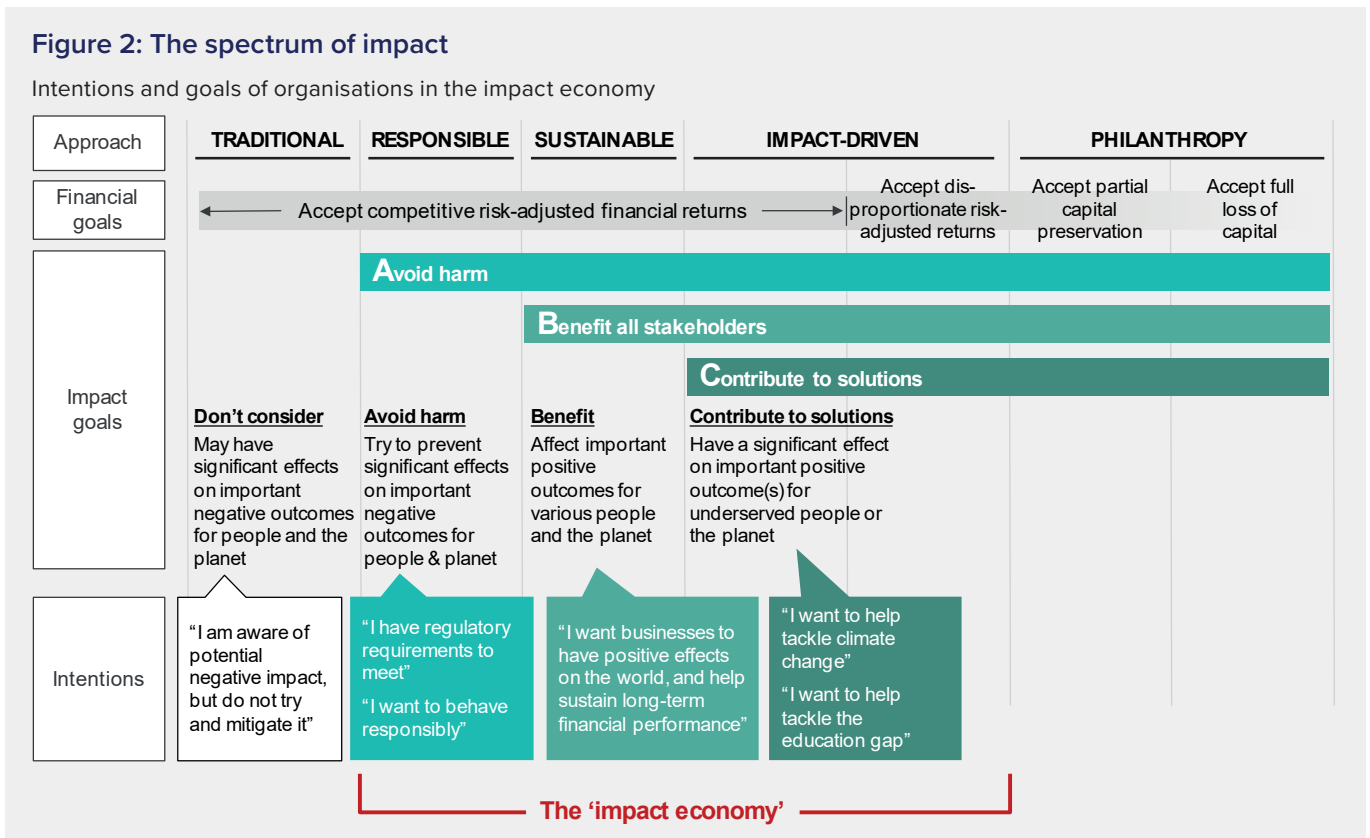 Figure 2: The spectrum of impact
Intentions and goals of organisations in the impact economy
Approach
TRADITIONAL
RESPONSIBLE
SUSTAINABLE
IMPACT-DRIVEN
PHILANTHROPY
Financial
goals
Accept competitive risk-adjusted financial returns
Accept dis-
proportionate risk-
adjusted returns
Accept partial
capital
preservation
Accept full
loss of
capital
Impact
goals
Avoid harm
Benefit all stakeholders
Contribute to solutions
Don't consider
May have
significant effects
on important
negative outcomes
for people and the
planet
Avoid harm
Try to prevent
significant effects
on important
negative
outcomes for
people & planet
Benefit
Affect important
positive
outcomes for
various people
and the planet
Contribute to solutions
Have a significant effect
on important positive
outcome(s) for
underserved people or
the planet
Intentions
“I am aware of
potential
negative impact,
but do not try
and mitigate it”
“I have regulatory
requirements to
meet”
“I want to behave
responsibly”
“I want businesses to
have positive effects
on the world, and help
sustain long-term
financial performance”
“I want to help
tackle climate
change”
“I want to help
tackle the
education gap”
The ‘impact economy’